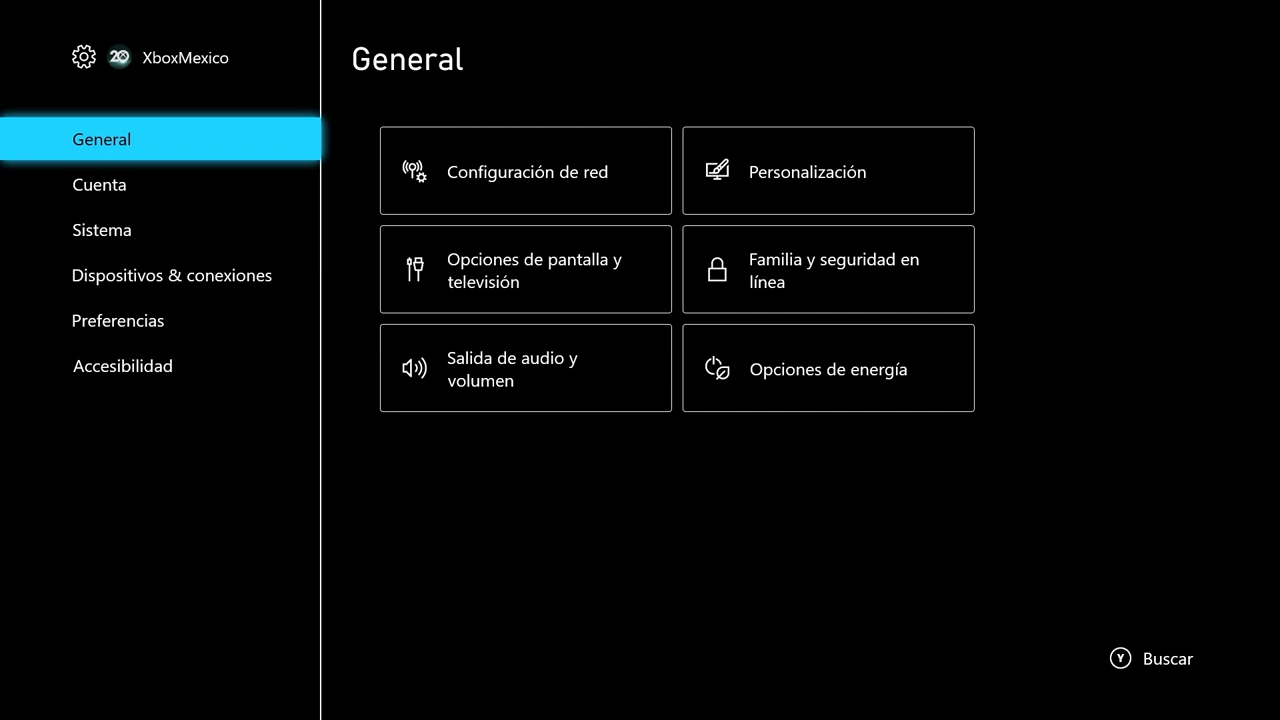 20 XboxMexico
General
General
Cuenta
Sistema
Dispositivos & conexiones
Preferencias
Accesibilidad
Configuración de red
Personalización
Opciones de pantalla y
televisión
Familia y seguridad en
línea
Salida de audio y
volumen
Opciones de energía
Y Buscar